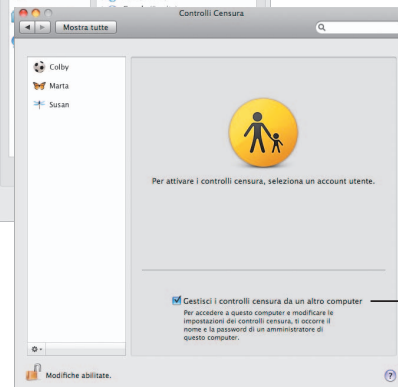 Controlli Censura
Mostra tutte
Colby
Marta
Susan
Per attivare i controlli censura, seleziona un account utente.
Gestisci i controlli censura da un altro computer
Per accedere a questo computer e modificare le
impostazioni dei controlli censura, ti occorre il
nome e la password di un amministratore di
questo computer.
Modifiche abilitate.
?